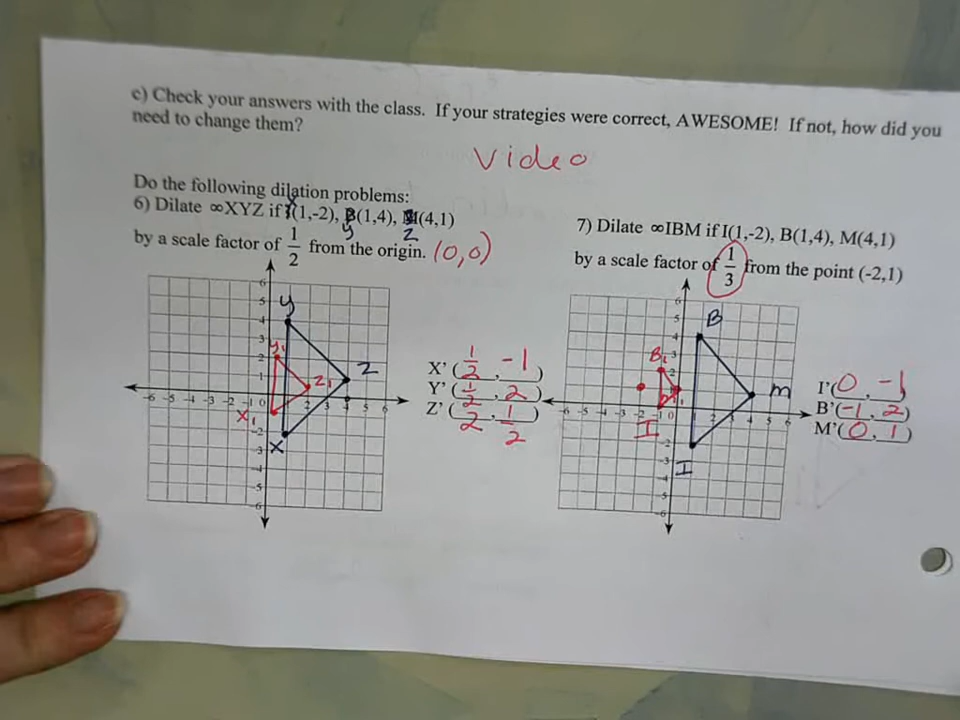 c) Check your answers with the class. If your strategies were correct, AWESOME! If not, how did you
need to change them?
Video
Do the following dilation problems:
6) Dilate ∞XYZ if X(1,-2), y(1,4), Z(4,1)
by a scale factor of 1/2 from the origin. (0,0)
X'(1/2, -1)
Y'(1/2, 2)
Z'(2, 1/2)
y
Z
X
y'
Z'
X'
7) Dilate ∞IBM if I(1,-2), B(1,4), M(4,1)
by a scale factor of 1/3 from the point (-2,1)
I'(0, -1)
B'(-1, 2)
M'(0, 1)
B
m
I
B'
I